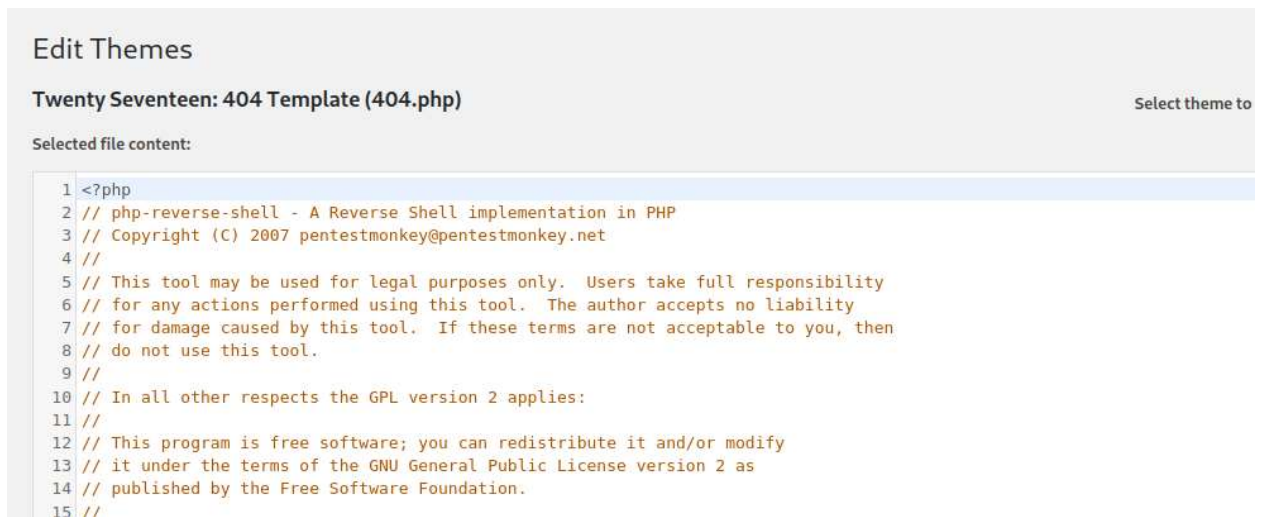 Edit Themes
Twenty Seventeen: 404 Template (404.php)
Select theme to
Selected file content:
1 <?php
2 // php-reverse-shell - A Reverse Shell implementation in PHP
3 // Copyright (C) 2007 pentestmonkey@pentestmonkey.net
4 //
5 // This tool may be used for legal purposes only.  Users take full responsibility
6 // for any actions performed using this tool.  The author accepts no liability
7 // for damage caused by this tool.  If these terms are not acceptable to you, then
8 // do not use this tool.
9 //
10 // In all other respects the GPL version 2 applies:
11 //
12 // This program is free software; you can redistribute it and/or modify
13 // it under the terms of the GNU General Public License version 2 as
14 // published by the Free Software Foundation.
15 //